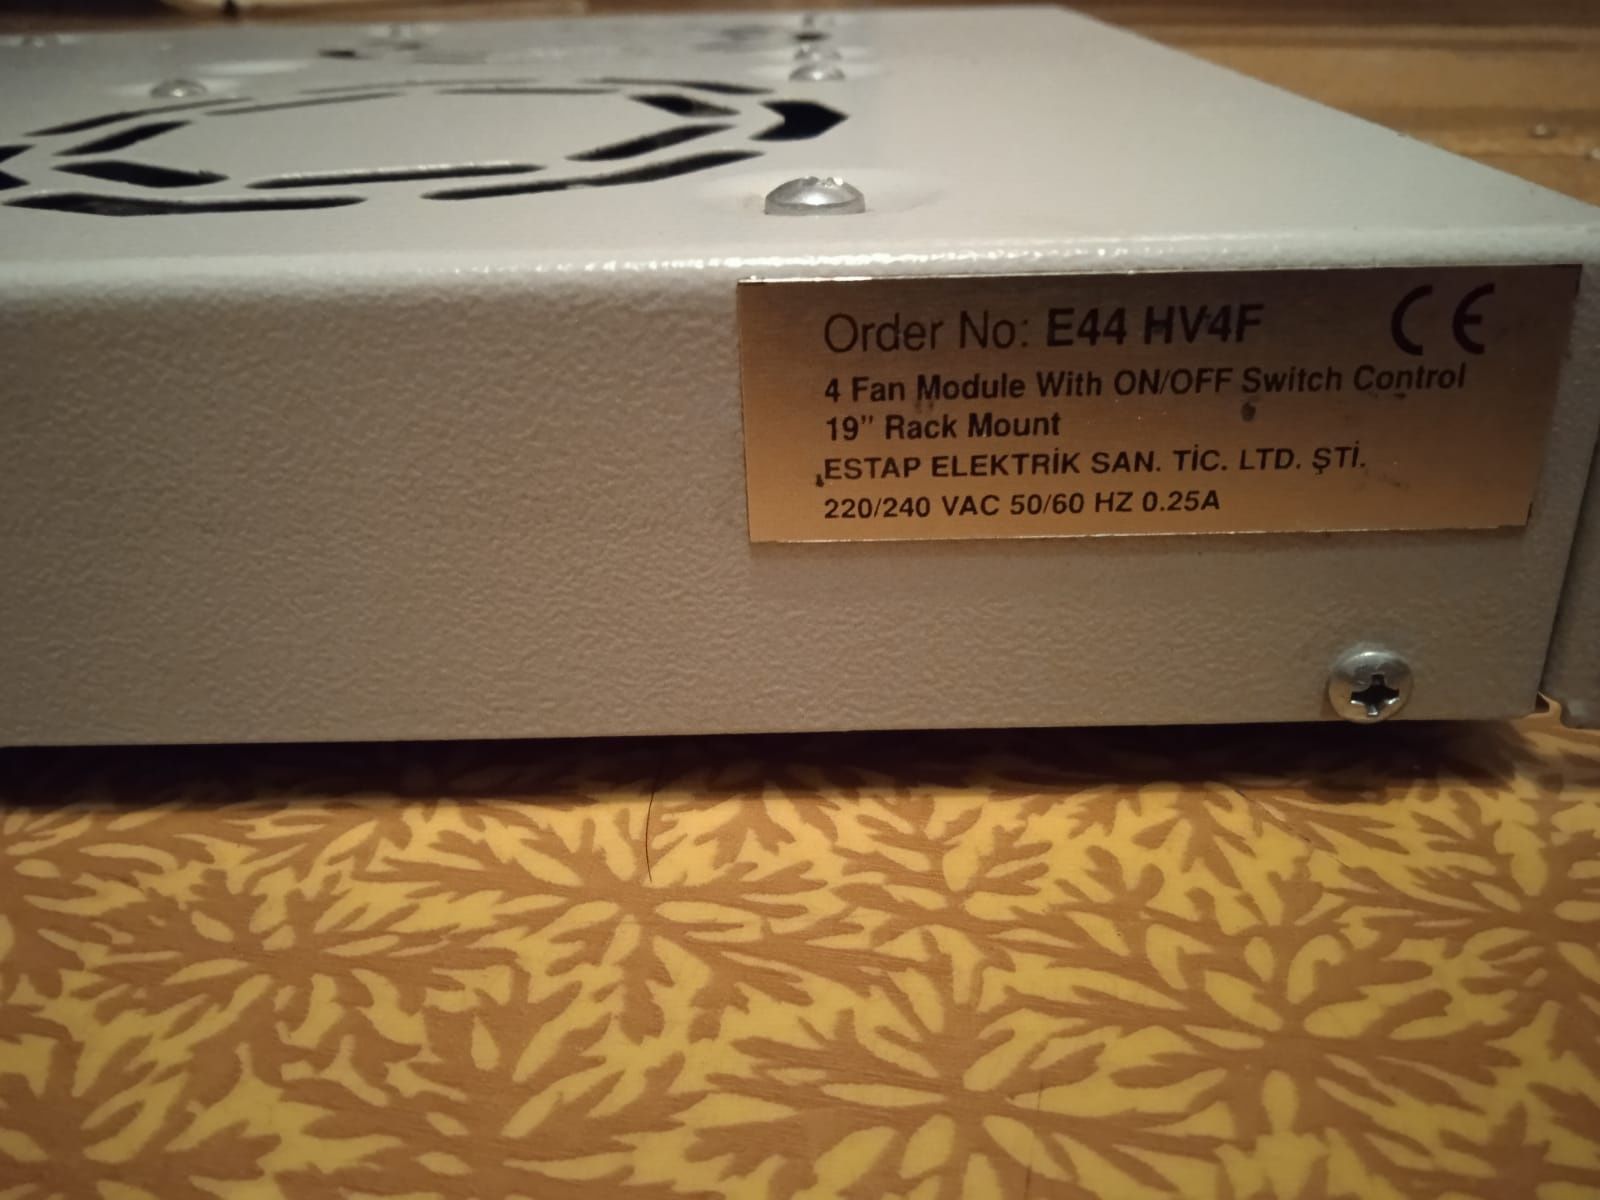 Order No: E44 HV4F CE
4 Fan Module With ON/OFF Switch Control
19" Rack Mount
ESTAP ELEKTRİK SAN. TİC. LTD. ŞTİ.
220/240 VAC 50/60 HZ 0.25A